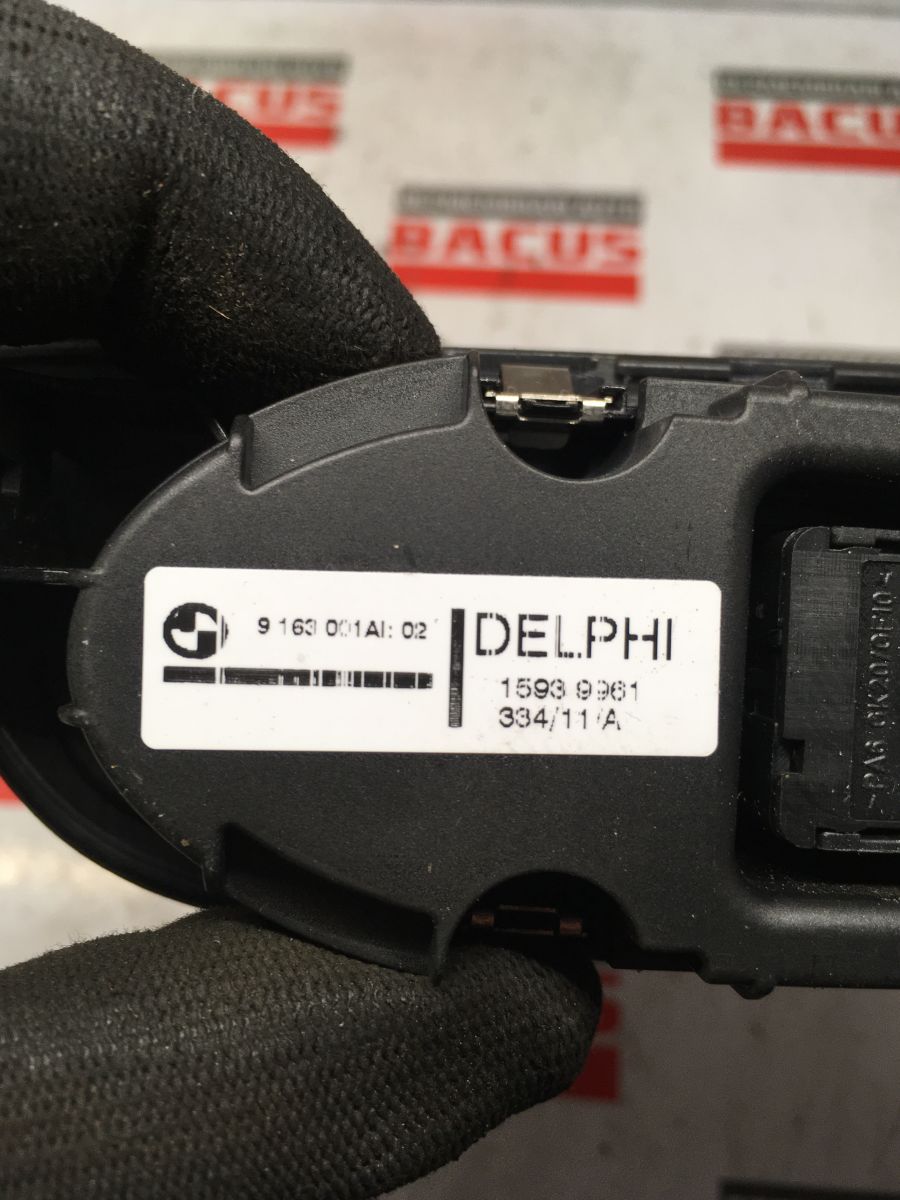 BACUS
BACUS
BACUS
9 163 001AI: 02
DELPHI
1593 9961
334/11/A